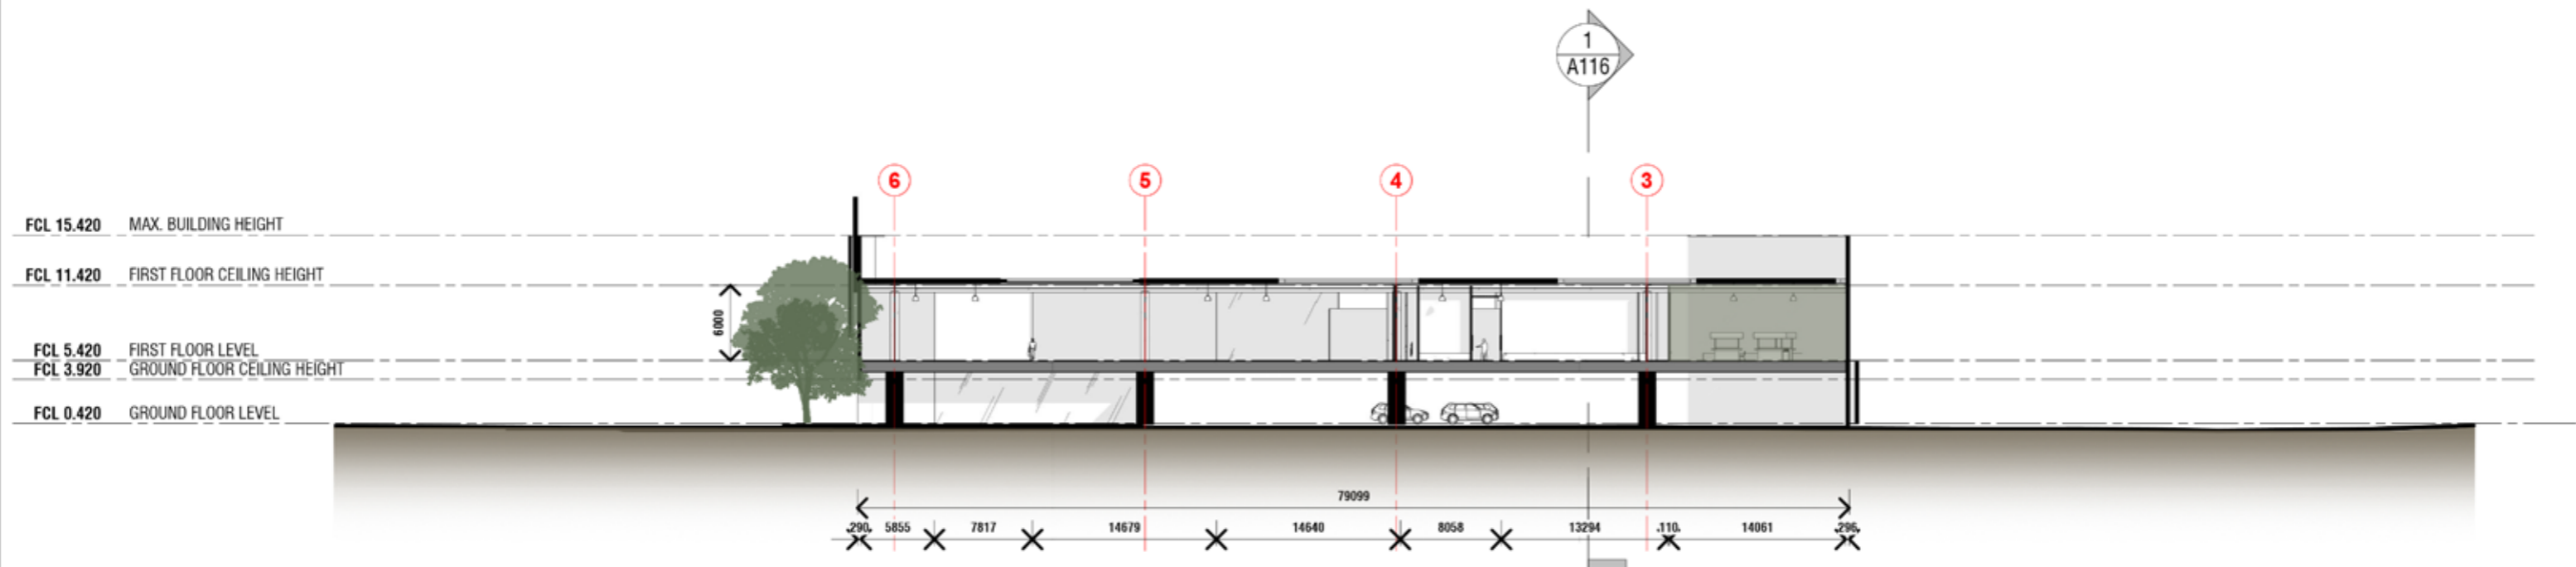 1
A116
6
5
4
3
FCL 15.420 MAX. BUILDING HEIGHT
FCL 11.420 FIRST FLOOR CEILING HEIGHT
6000
FCL 5.420 FIRST FLOOR LEVEL
FCL 3.920 GROUND FLOOR CEILING HEIGHT
FCL 0.420 GROUND FLOOR LEVEL
79099
290 5855 7817 14679 14640 8058 13294 110 14061 296